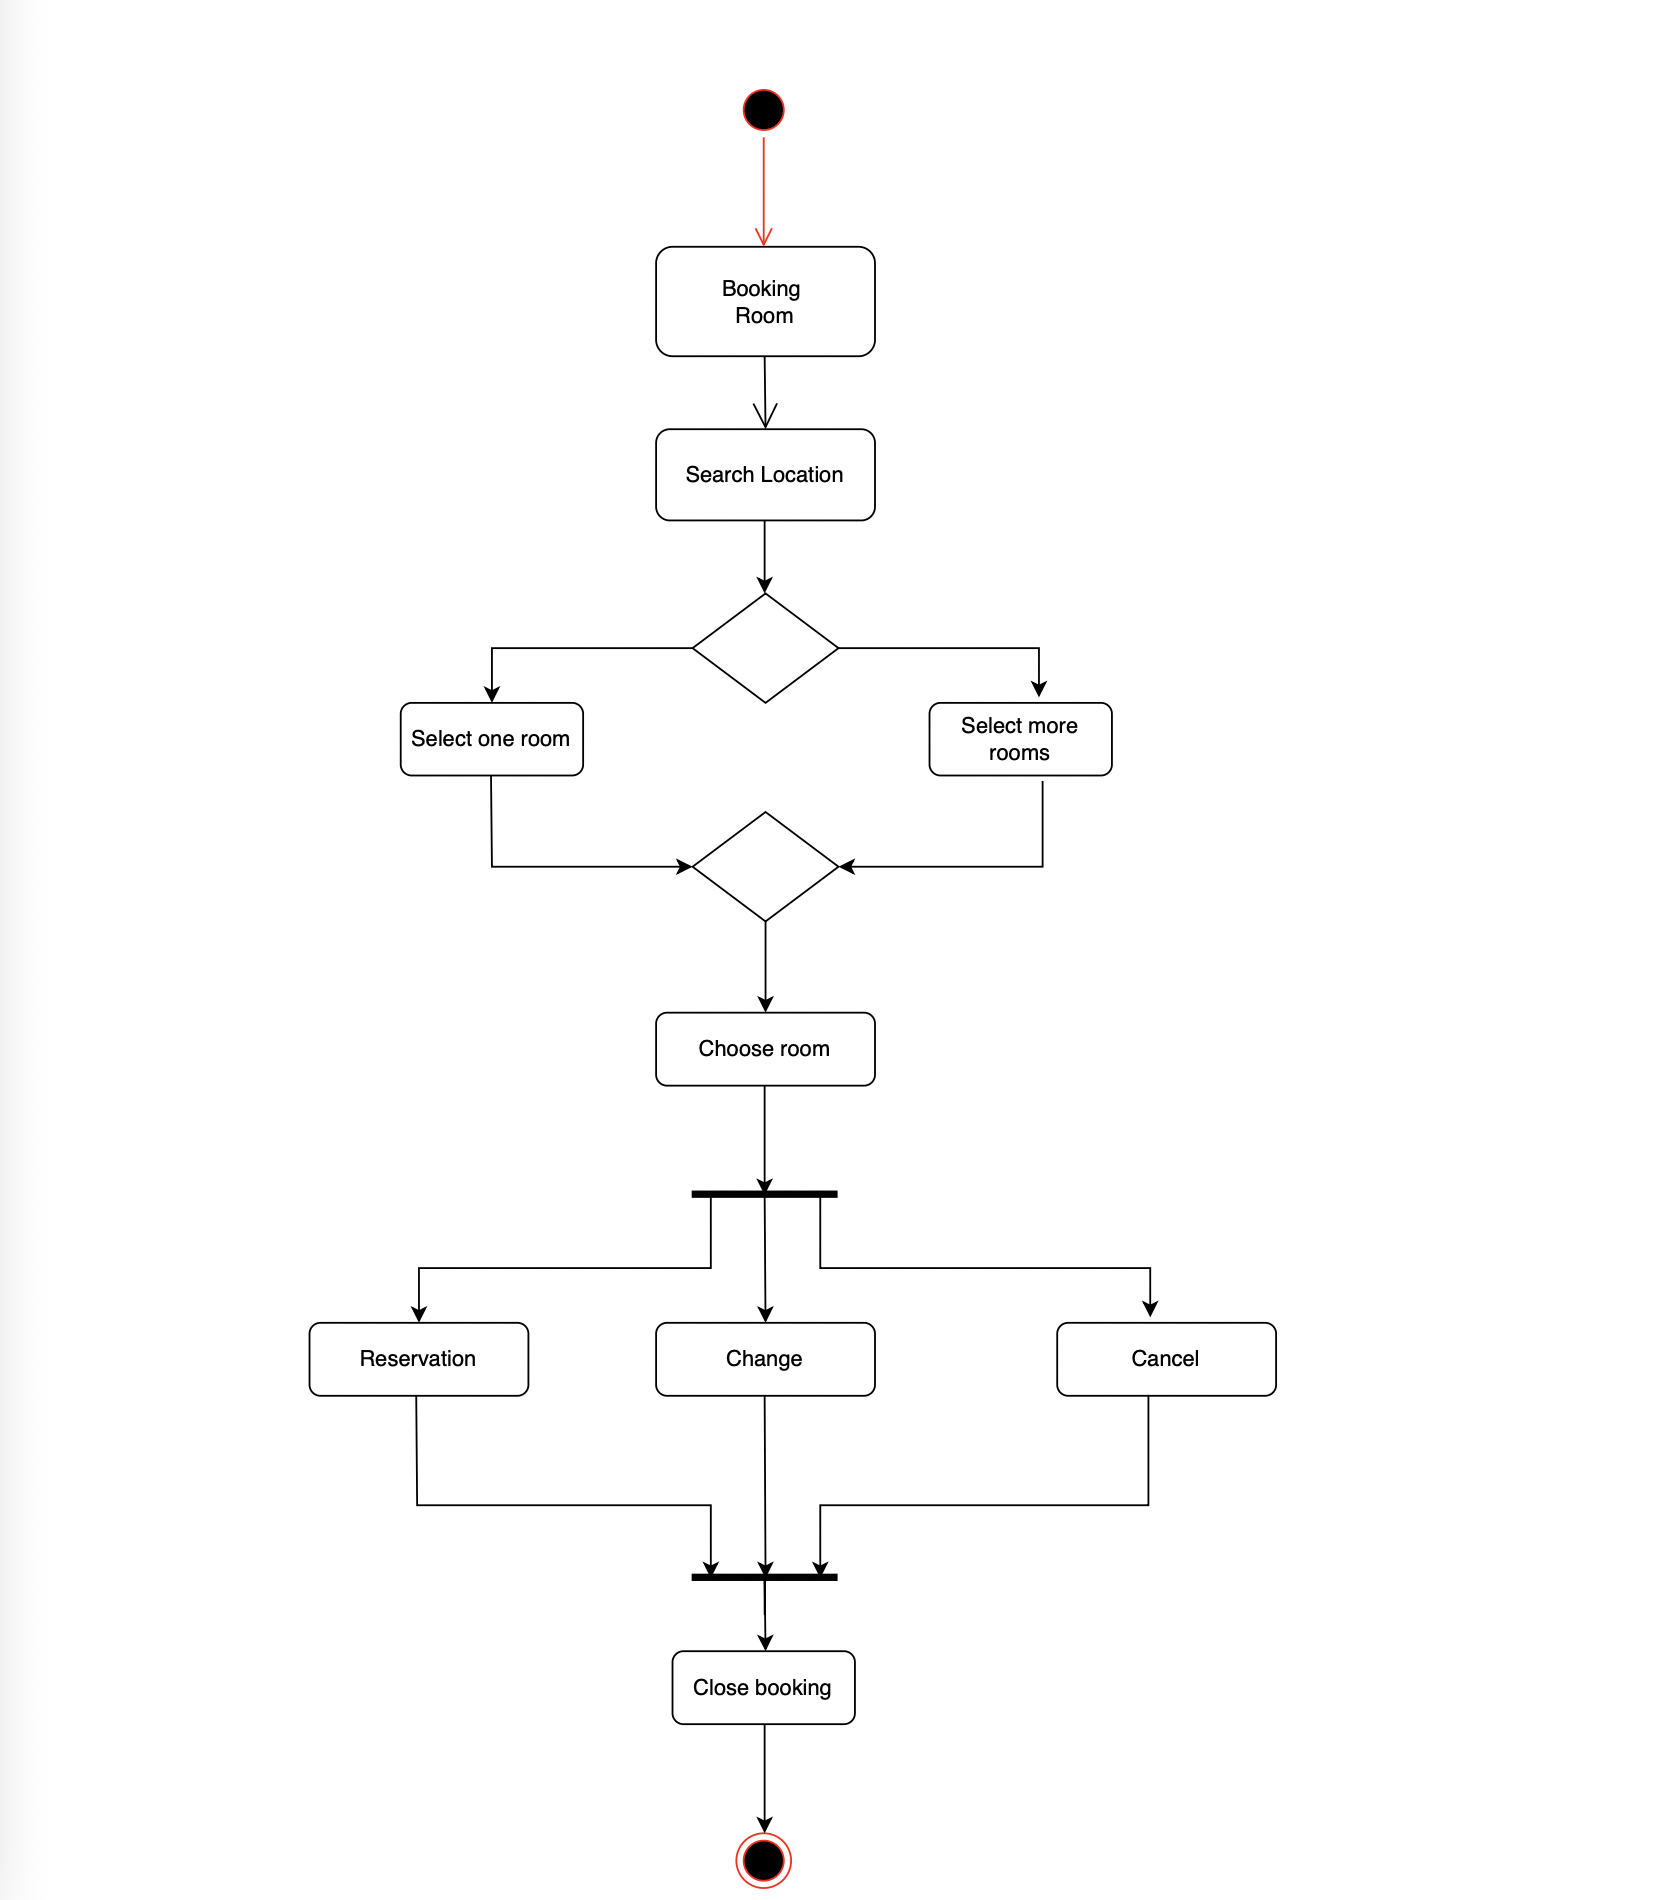 Booking
Room
Search Location
Select one room
Select more
rooms
Choose room
Reservation
Change
Cancel
Close booking